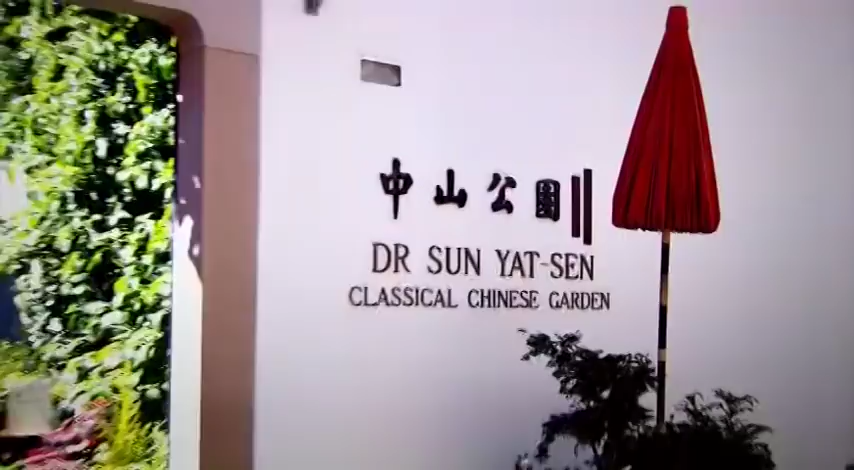 中山公園
DR SUN YAT-SEN
CLASSICAL CHINESE GARDEN